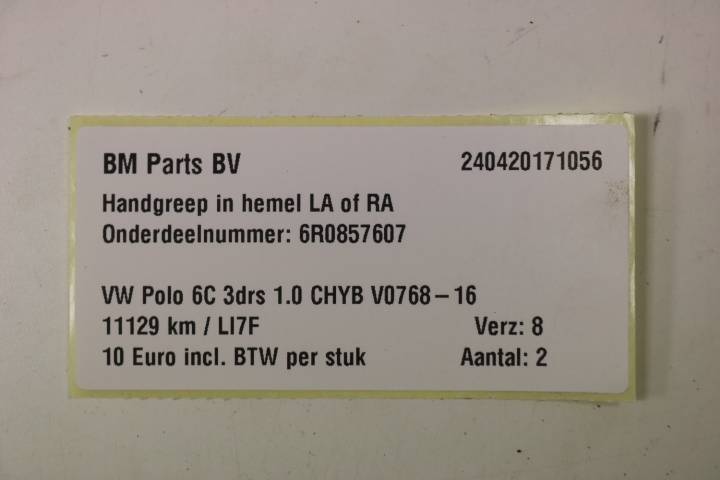 BM Parts BV 240420171056
Handgreep in hemel LA of RA
Onderdeelnummer: 6R0857607
VW Polo 6C 3drs 1.0 CHYB V0768 – 16
11129 km / LI7F Verz: 8
10 Euro incl. BTW per stuk Aantal: 2